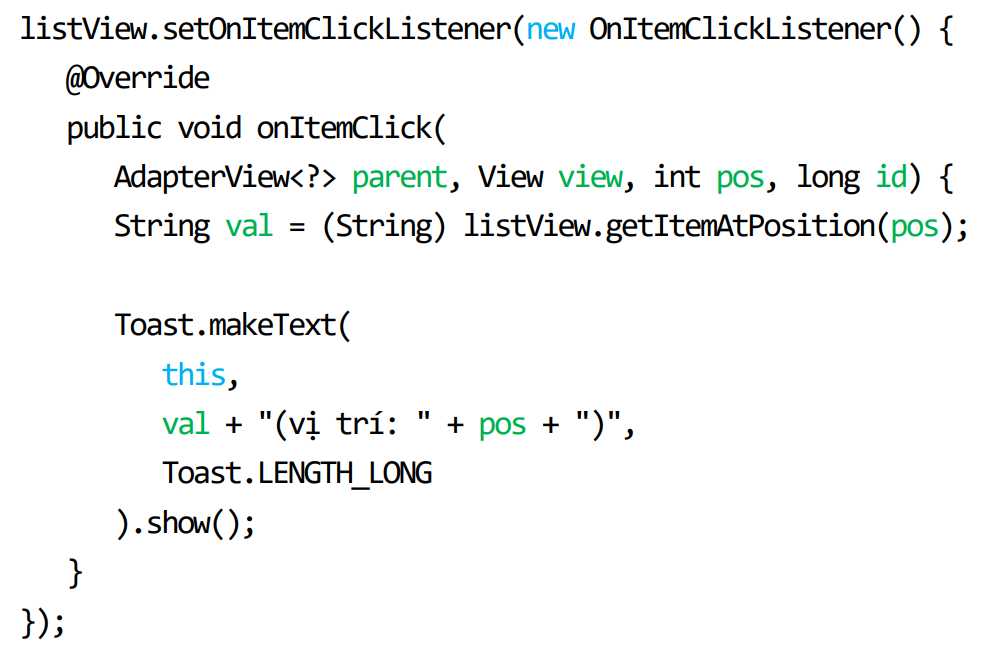 listView.setOnItemClickListener(new OnItemClickListener() {
@Override
public void onItemClick(
AdapterView<?> parent, View view, int pos, long id) {
String val = (String) listView.getItemAtPosition(pos);
Toast.makeText(
this,
val + "(vị trí: " + pos + ")",
Toast.LENGTH_LONG
).show();
}
});